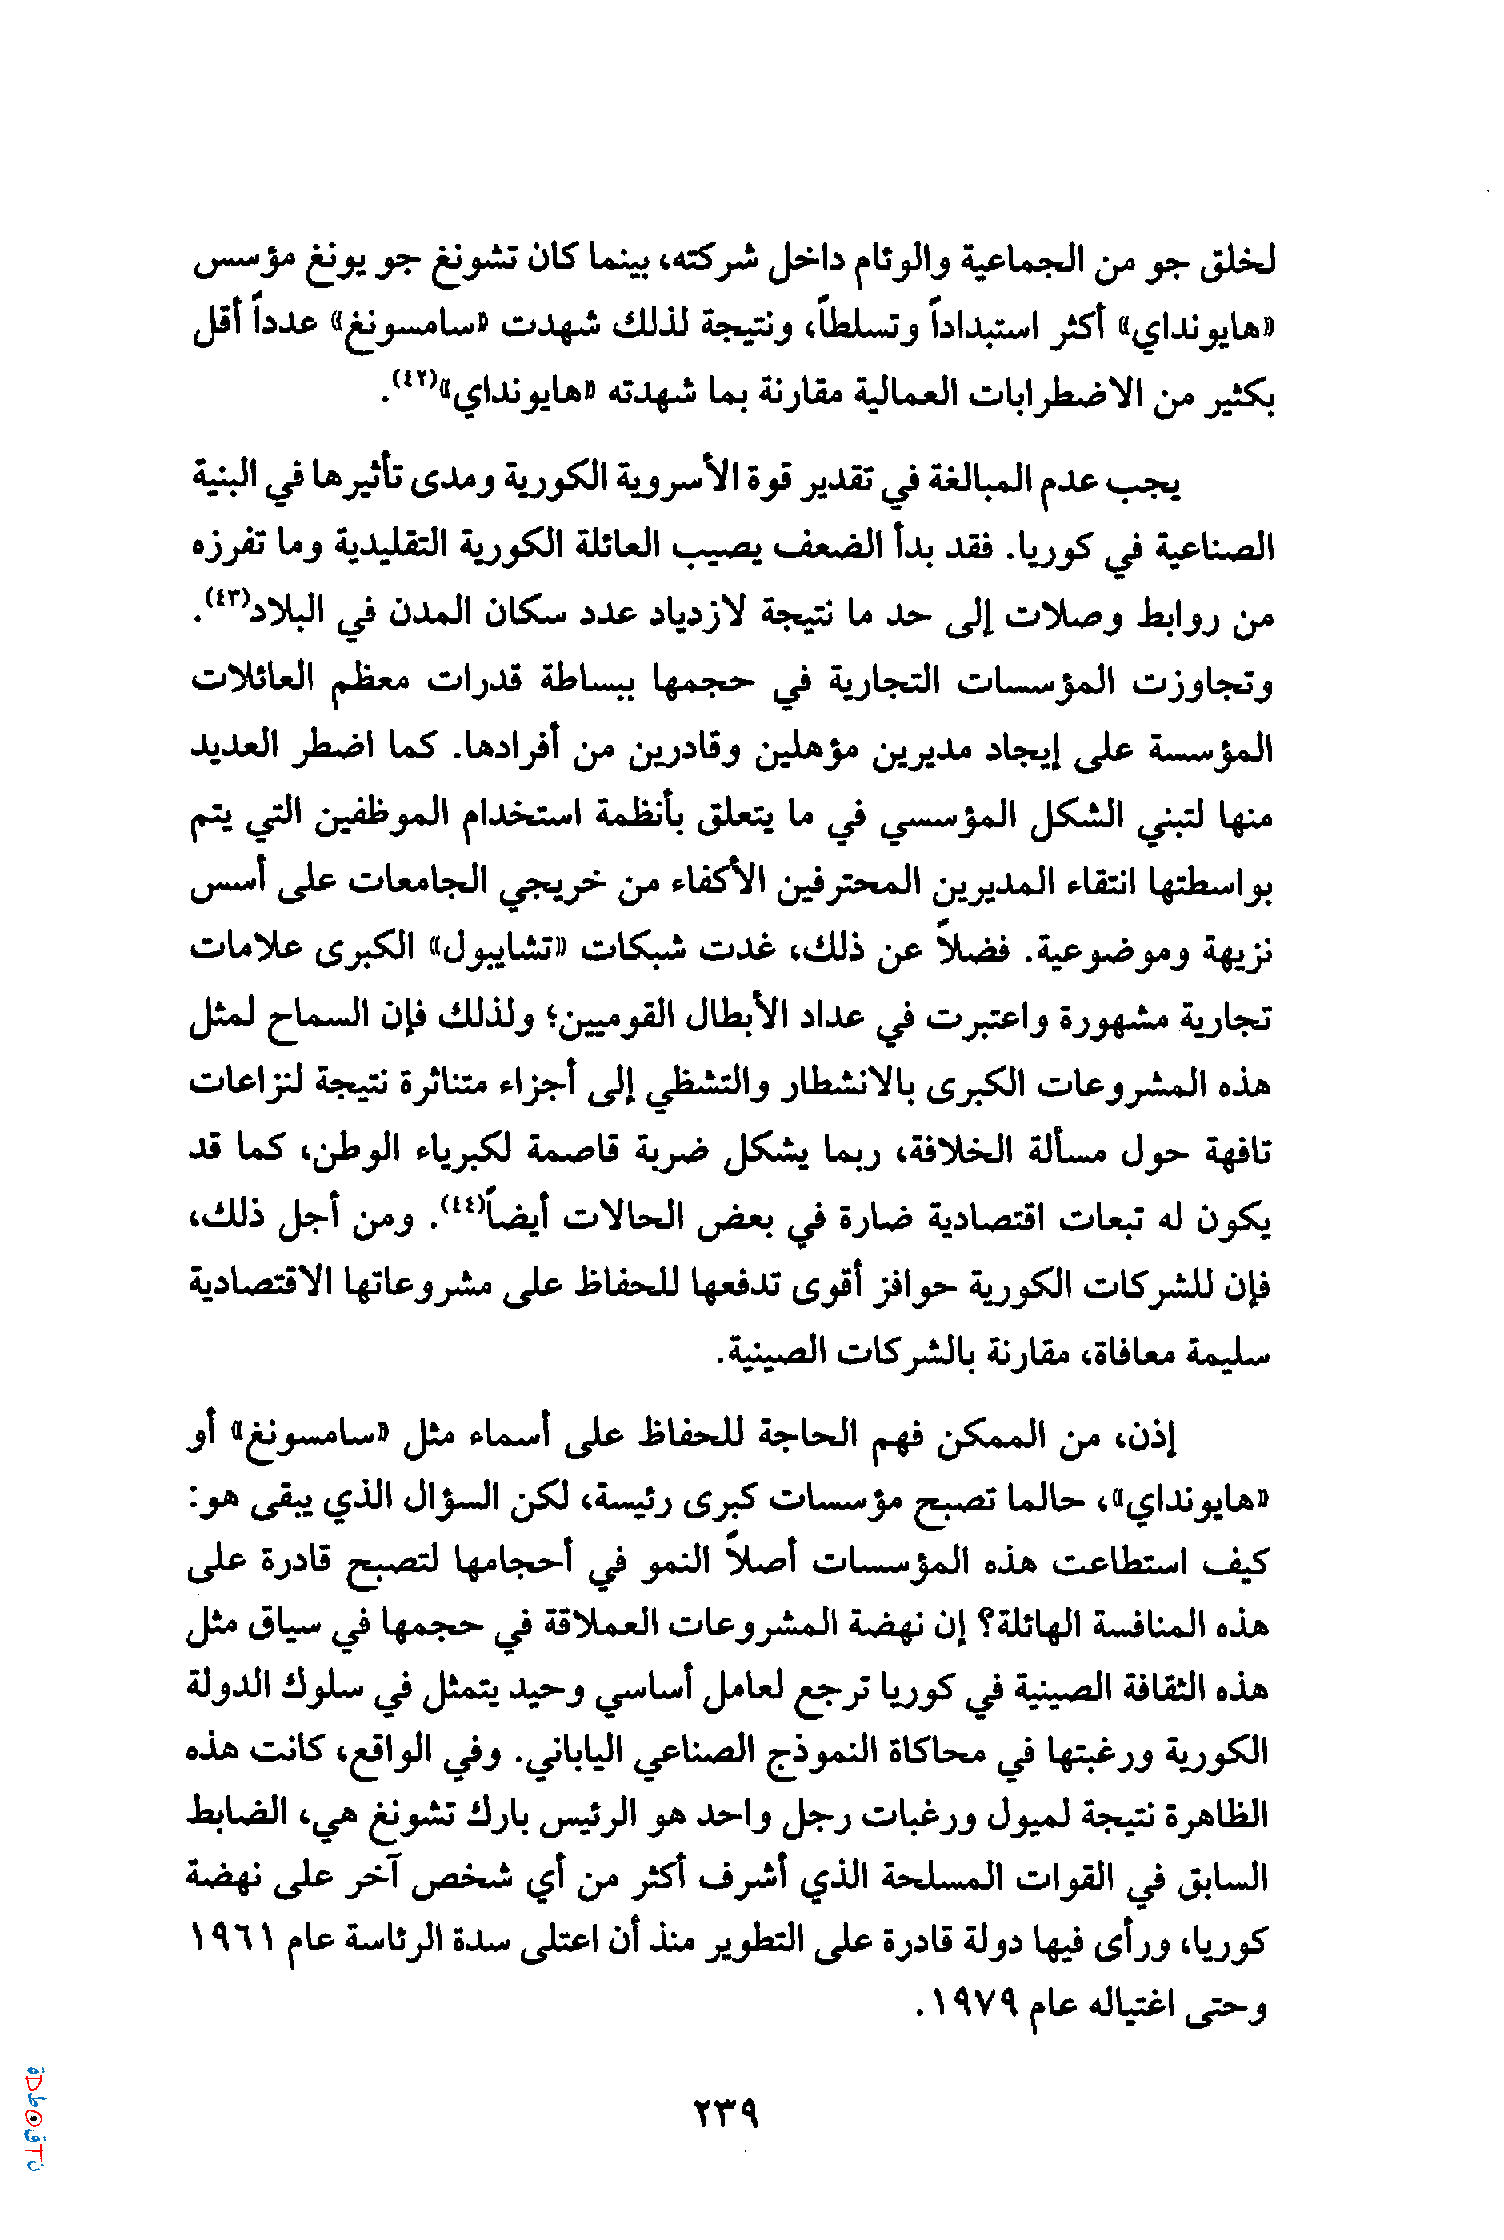 لخلق جو من الجماعية والوئام داخل شركته، بينما كان تشونغ جو يونغ مؤسس
«هايونداي» أكثر استبداداً وتسلطاً، ونتيجة لذلك شهدت «سامسونغ» عدداً أقل
بكثير من الاضطرابات العمالية مقارنة بما شهدته «هايونداي»(٤٢).
يجب عدم المبالغة في تقدير قوة الأسروية الكورية ومدى تأثيرها في البنية
الصناعية في كوريا. فقد بدأ الضعف يصيب العائلة الكورية التقليدية وما تفرزه
من روابط وصلات إلى حد ما نتيجة لازدياد عدد سكان المدن في البلاد(٤٣).
وتجاوزت المؤسسات التجارية في حجمها ببساطة قدرات معظم العائلات
المؤسسة على إيجاد مديرين مؤهلين وقادرين من أفرادها. كما اضطر العديد
منها لتبني الشكل المؤسسي في ما يتعلق بأنظمة استخدام الموظفين التي يتم
بواسطتها انتقاء المديرين المحترفين الأكفاء من خريجي الجامعات على أسس
نزيهة وموضوعية. فضلاً عن ذلك، غدت شبكات «تشايبول» الكبرى علامات
تجارية مشهورة واعتبرت في عداد الأبطال القوميين؛ ولذلك فإن السماح لمثل
هذه المشروعات الكبرى بالانشطار والتشظي إلى أجزاء متناثرة نتيجة لنزاعات
تافهة حول مسألة الخلافة، ربما يشكل ضربة قاصمة لكبرياء الوطن، كما قد
يكون له تبعات اقتصادية ضارة في بعض الحالات أيضاً(٤٤). ومن أجل ذلك،
فإن للشركات الكورية حوافز أقوى تدفعها للحفاظ على مشروعاتها الاقتصادية
سليمة معافاة، مقارنة بالشركات الصينية.
إذن، من الممكن فهم الحاجة للحفاظ على أسماء مثل «سامسونغ» أو
«هايونداي»، حالما تصبح مؤسسات كبرى رئيسة، لكن السؤال الذي يبقى هو:
كيف استطاعت هذه المؤسسات أصلاً النمو في أحجامها لتصبح قادرة على
هذه المنافسة الهائلة؟ إن نهضة المشروعات العملاقة في حجمها في سياق مثل
هذه الثقافة الصينية في كوريا ترجع لعامل أساسي وحيد يتمثل في سلوك الدولة
الكورية ورغبتها في محاكاة النموذج الصناعي الياباني. وفي الواقع، كانت هذه
الظاهرة نتيجة لميول ورغبات رجل واحد هو الرئيس بارك تشونغ هي، الضابط
السابق في القوات المسلحة الذي أشرف أكثر من أي شخص آخر على نهضة
كوريا، ورأى فيها دولة قادرة على التطوير منذ أن اعتلى سدة الرئاسة عام ١٩٦١
وحتى اغتياله عام ١٩٧٩.
٢٣٩